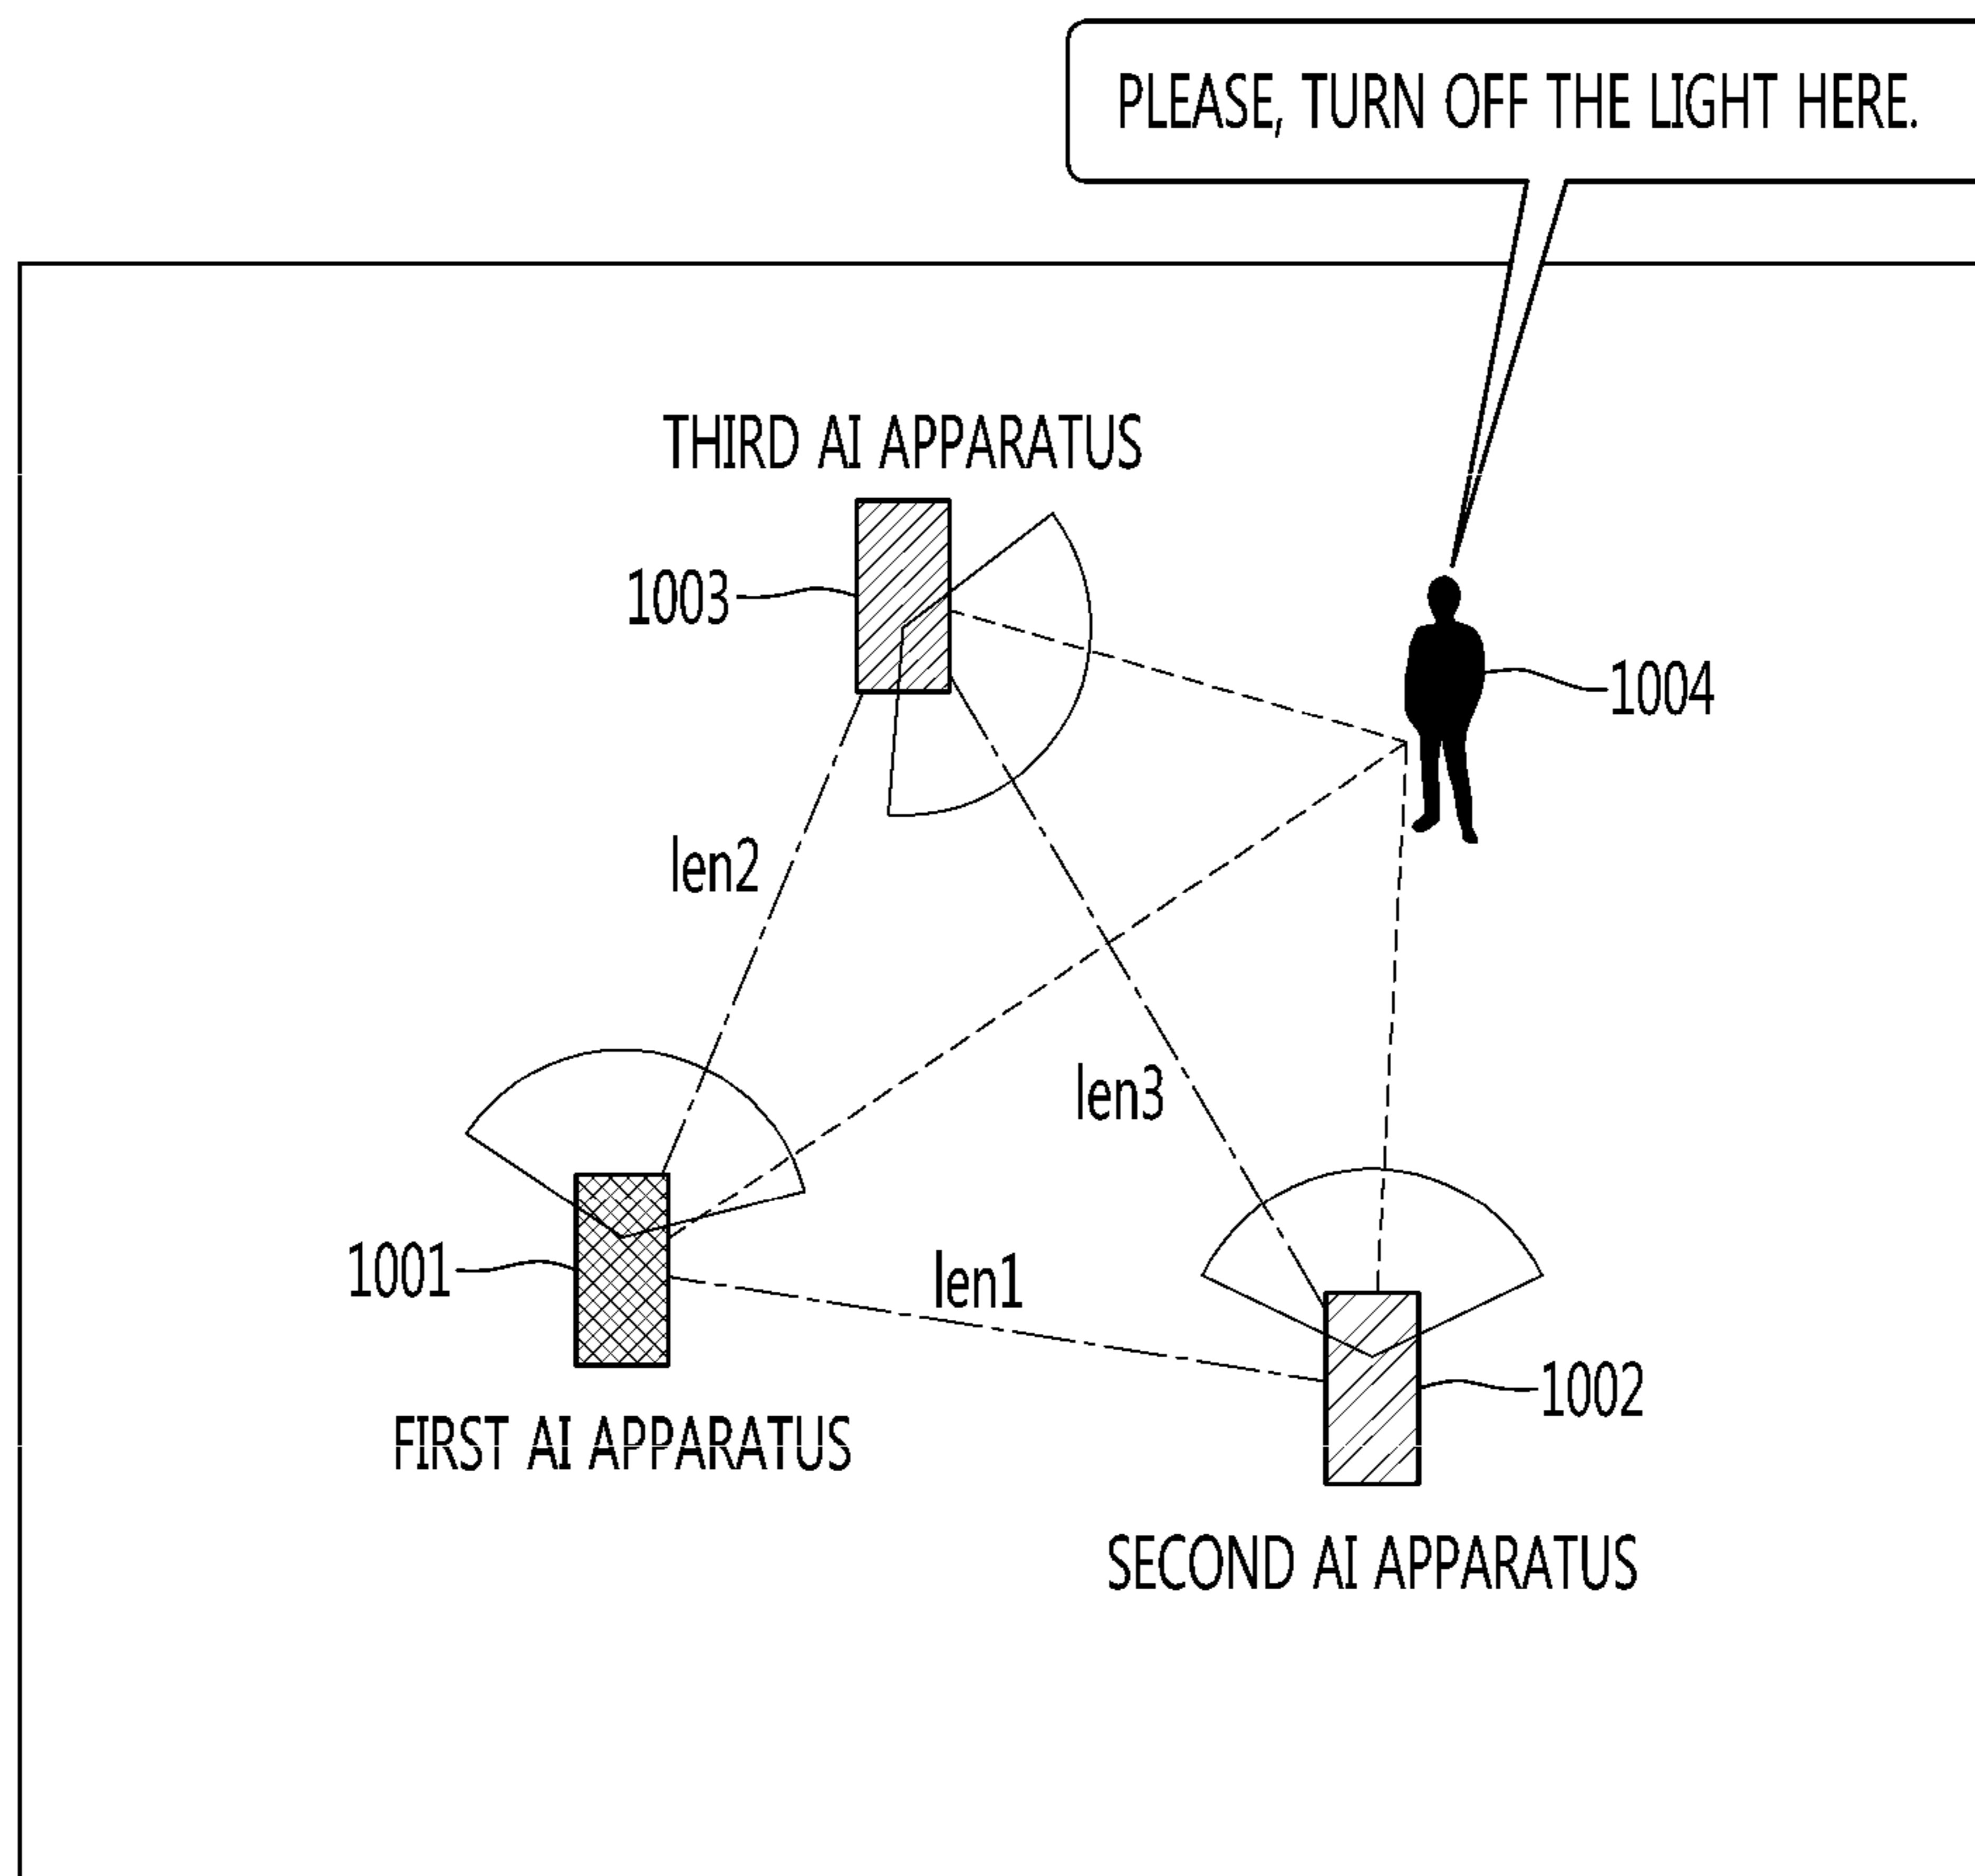 PLEASE, TURN OFF THE LIGHT HERE.
THIRD AI APPARATUS
1003
1004
len2
len3
1001
len1
1002
FIRST AI APPARATUS
SECOND AI APPARATUS